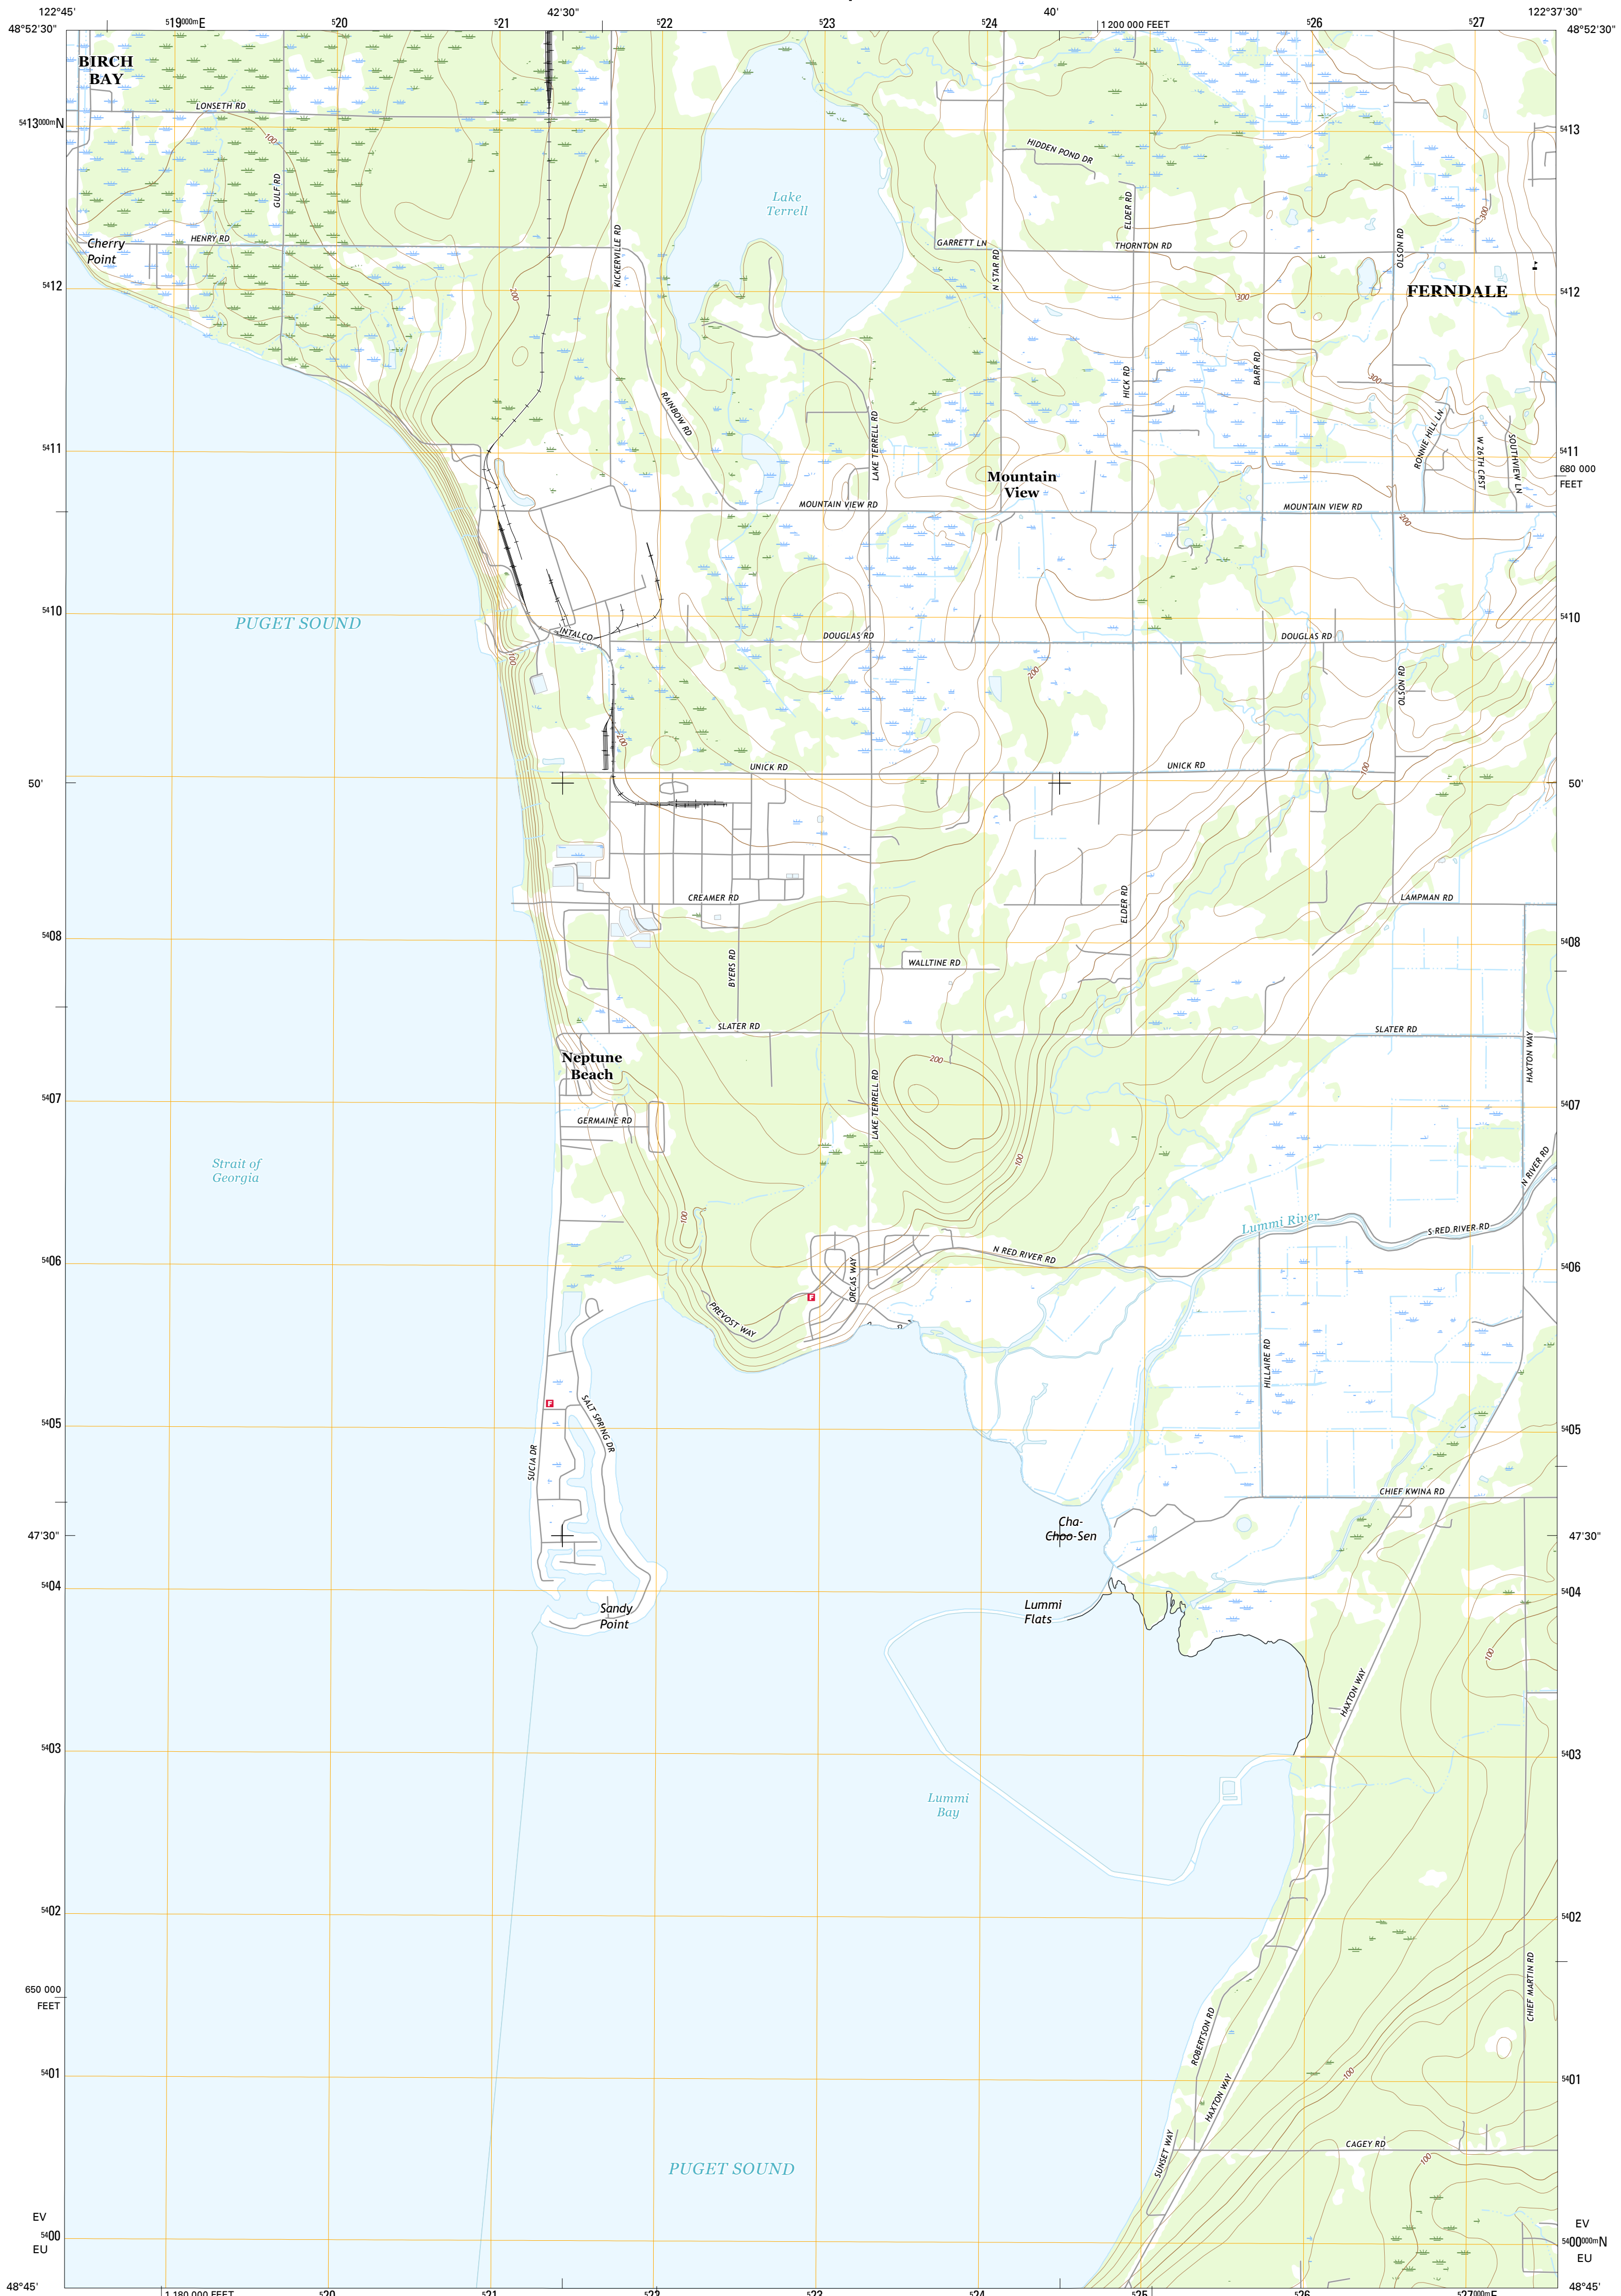 122°45'
519000mE
520
521
42'30"
522
523
524
40'
1 200 000 FEET
526
527
122°37'30"
48°52'30"
48°52'30"
BIRCH
BAY
LONSETH RD
5413000mN
5413
100
HIDDEN POND DR
GULF RD
Lake
Terrell
ELDER RD
300
Cherry
Point
HENRY RD
KICKERVILLE RD
GARRETT LN
N STAR RD
THORNTON RD
OLSON RD
5412
200
300
FERNDALE
5412
HICK RD
BARR RD
300
RAINBOW RD
LAKE TERRELL RD
RONNIE HILL LN
W 26TH CRST
SOUTHVIEW LN
5411
5411
680 000
FEET
Mountain
View
MOUNTAIN VIEW RD
MOUNTAIN VIEW RD
200
5410
PUGET SOUND
5410
INTALCO
DOUGLAS RD
DOUGLAS RD
100
200
OLSON RD
200
UNICK RD
UNICK RD
100
50'
50'
CREAMER RD
ELDER RD
LAMPMAN RD
5408
5408
BYERS RD
WALLTINE RD
SLATER RD
SLATER RD
Neptune
Beach
200
HAXTON WAY
5407
5407
GERMAINE RD
LAKE TERRELL RD
100
Strait of
Georgia
N RIVER RD
100
Lummi River
S RED RIVER RD
5406
N RED RIVER RD
5406
ORCAS WAY
F
PREVOST WAY
HILLAIRE RD
F
5405
SALT SPRING DR
5405
SUCIA DR
CHIEF KWINA RD
47'30"
Cha-
Choo-Sen
47'30"
5404
5404
Sandy
Point
Lummi
Flats
100
HAXTON WAY
5403
5403
Lummi
Bay
5402
5402
650 000
FEET
CHIEF MARTIN RD
ROBERTSON RD
5401
100
5401
HAXTON WAY
SUNSET WAY
CAGEY RD
100
PUGET SOUND
EV
5400
EU
EV
5400000mN
EU
48°45'
1 180 000 FEET
520
521
522
523
524
525
526
527000mE
48°45'